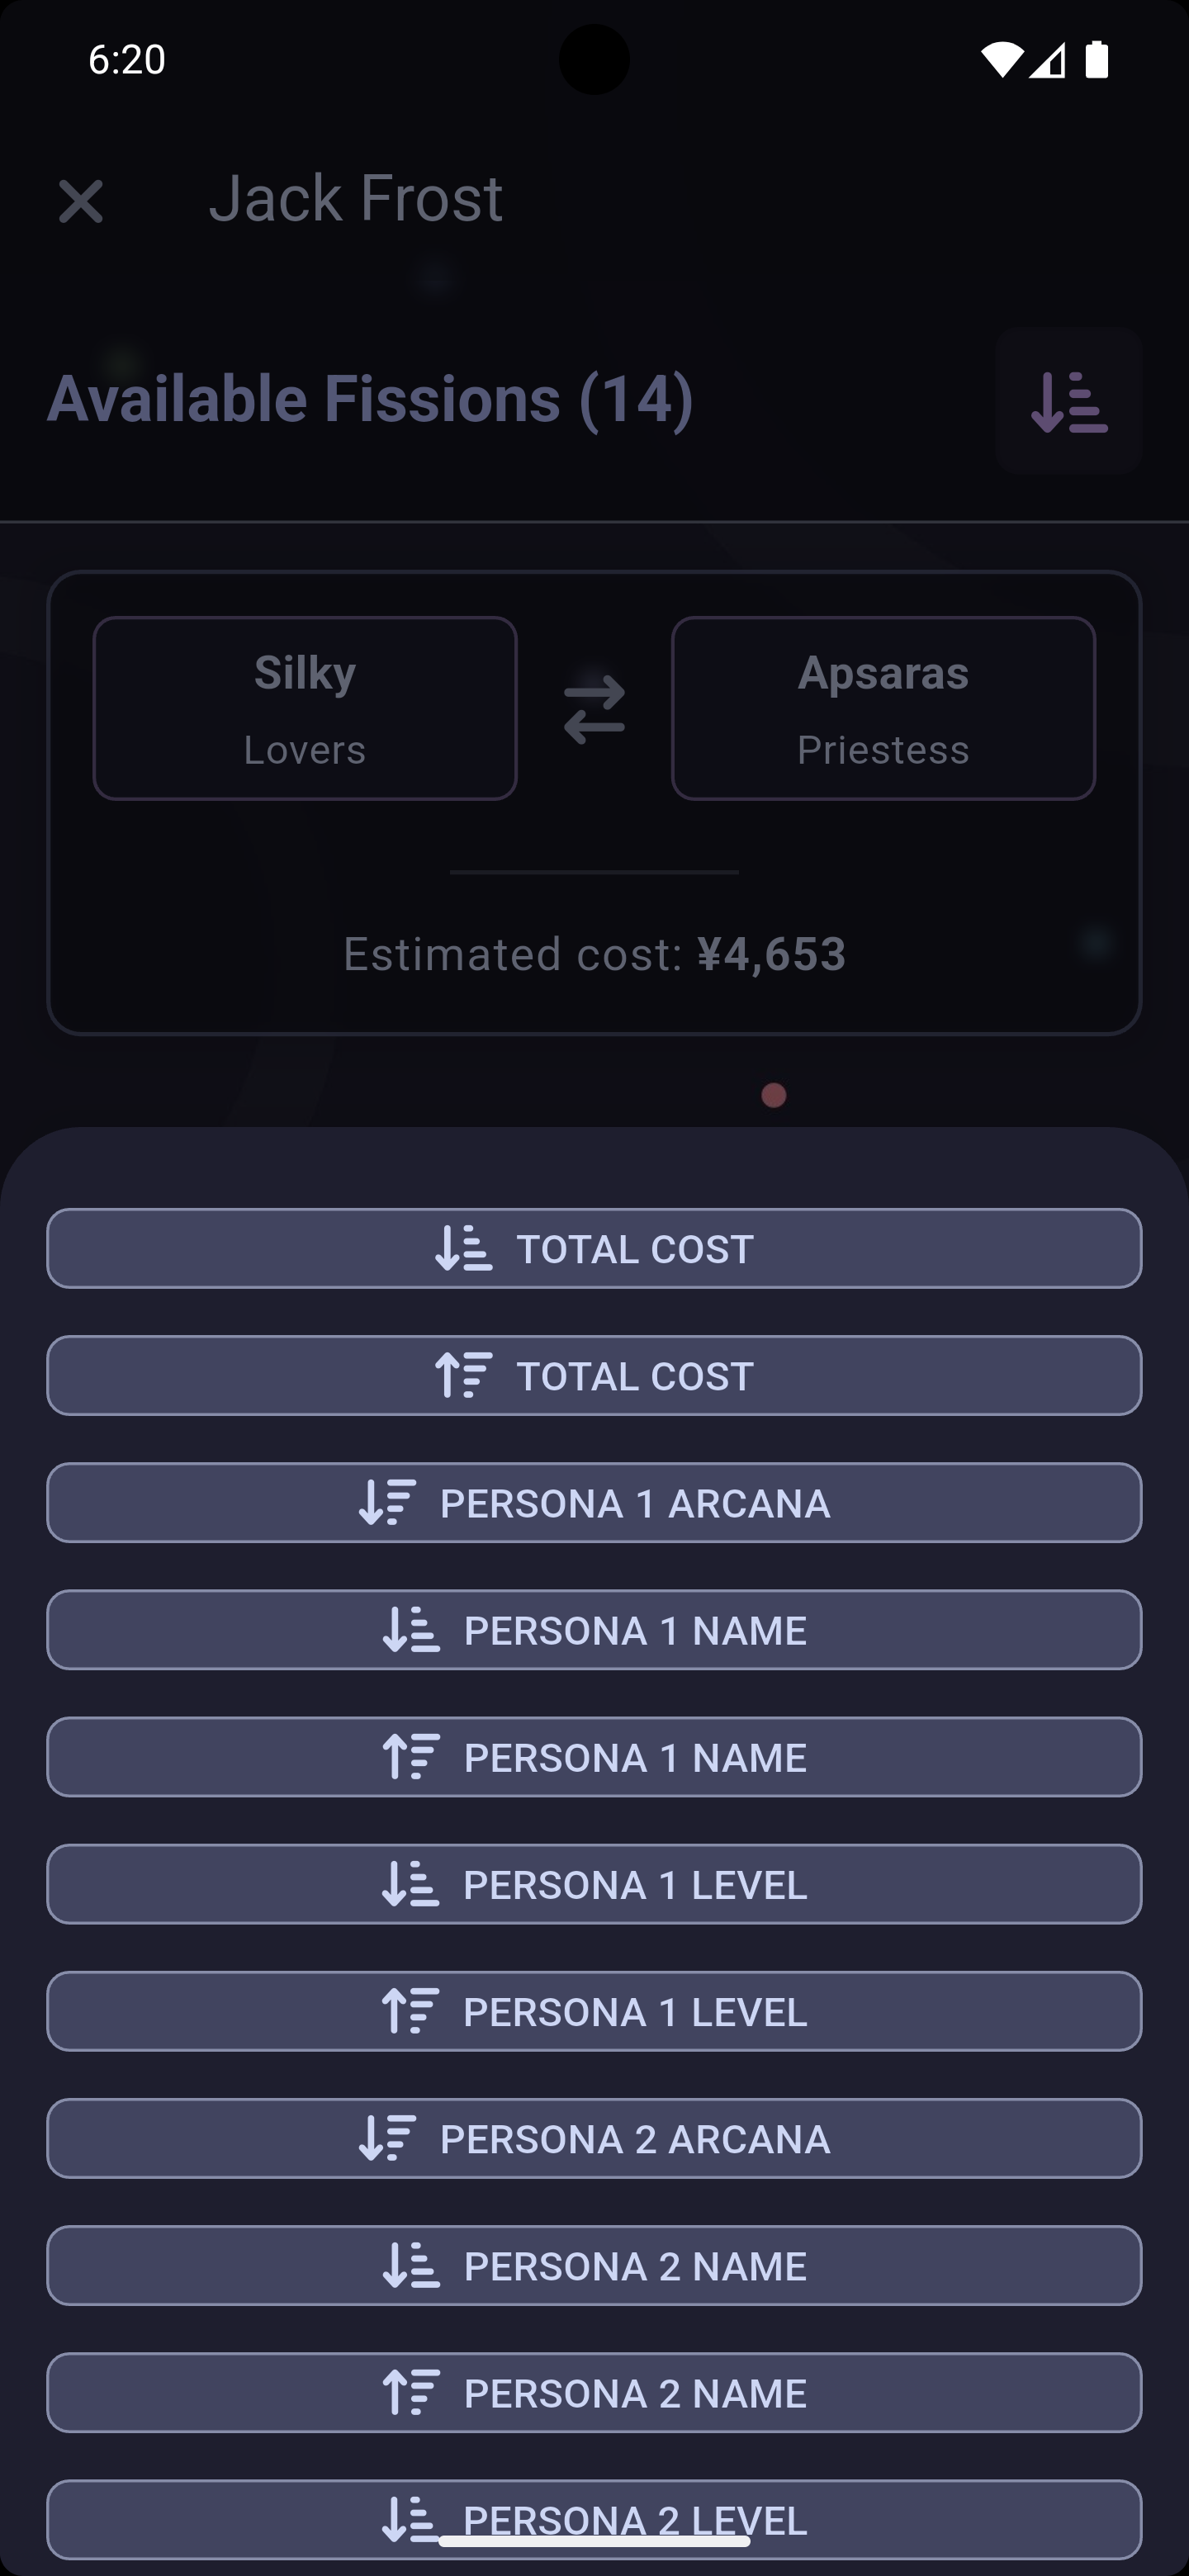 6:20
Jack Frost
Available Fissions (14)
Silky
Apsaras
Lovers
Priestess
Estimated cost: ¥4,653
TOTAL COST
TOTAL COST
PERSONA 1 ARCANA
PERSONA 1 NAME
PERSONA 1 NAME
PERSONA 1 LEVEL
PERSONA 1 LEVEL
PERSONA 2 ARCANA
PERSONA 2 NAME
PERSONA 2 NAME
PERSONA 2 LEVEL